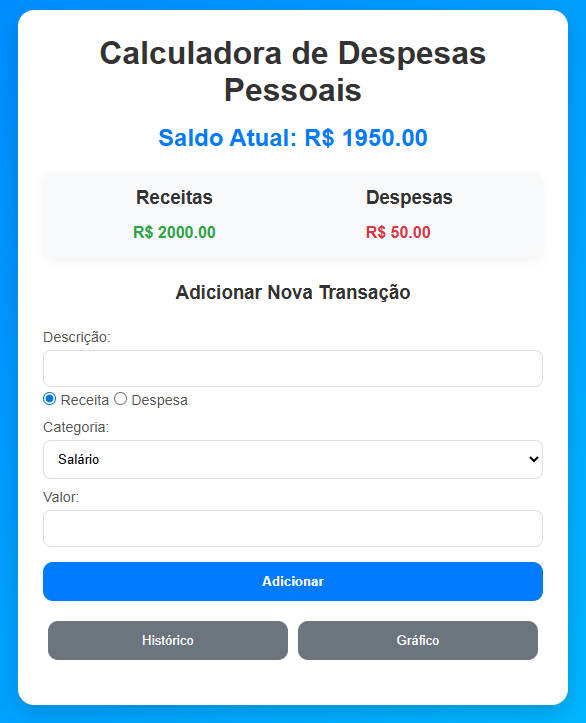 Calculadora de Despesas
Pessoais
Saldo Atual: R$ 1950.00
Receitas Despesas
R$ 2000.00 R$ 50.00
Adicionar Nova Transação
Descrição:
Receita Despesa
Categoria:
Salário
Valor:
Adicionar
Histórico Gráfico